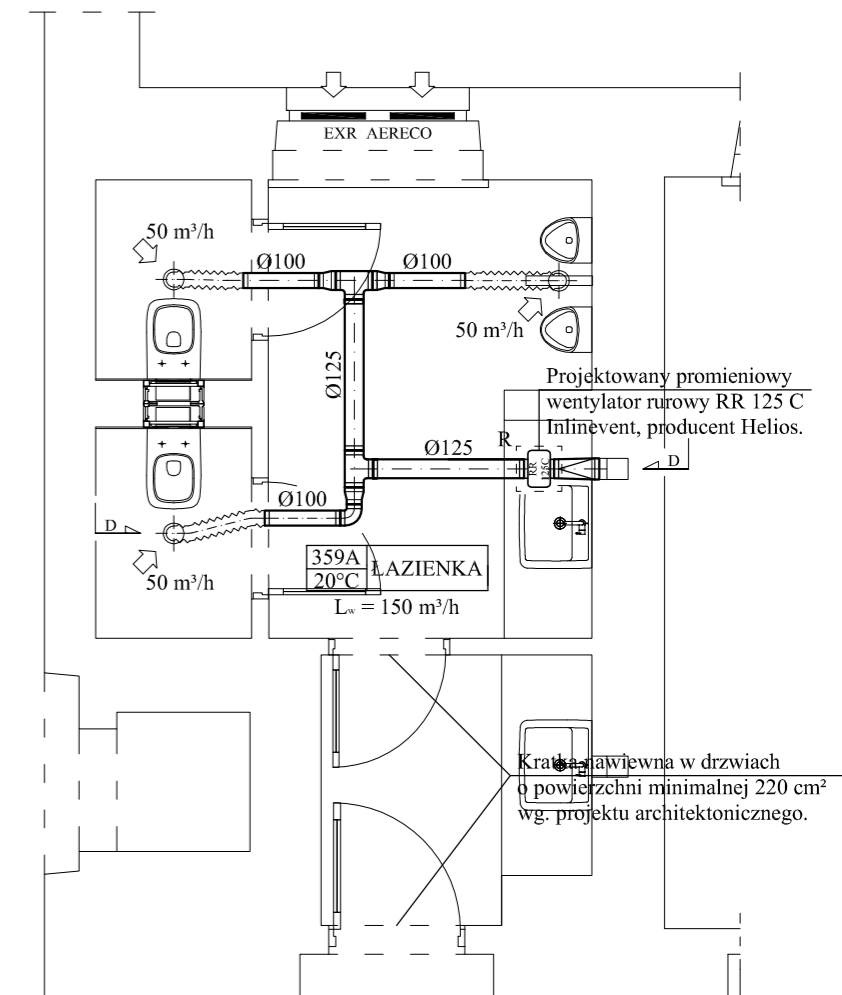 EXR AERECO
50 m³/h
Ø100
Ø100
50 m³/h
Ø125
Projektowany promieniowy
wentylator rurowy RR 125 C
Inlinevent, producent Helios.
R
Ø125
RR
125C
D
Ø100
D
50 m³/h
359A
20°C
ŁAZIENKA
Lw = 150 m³/h
Kratka nawiewna w drzwiach
o powierzchni minimalnej 220 cm²
wg. projektu architektonicznego.